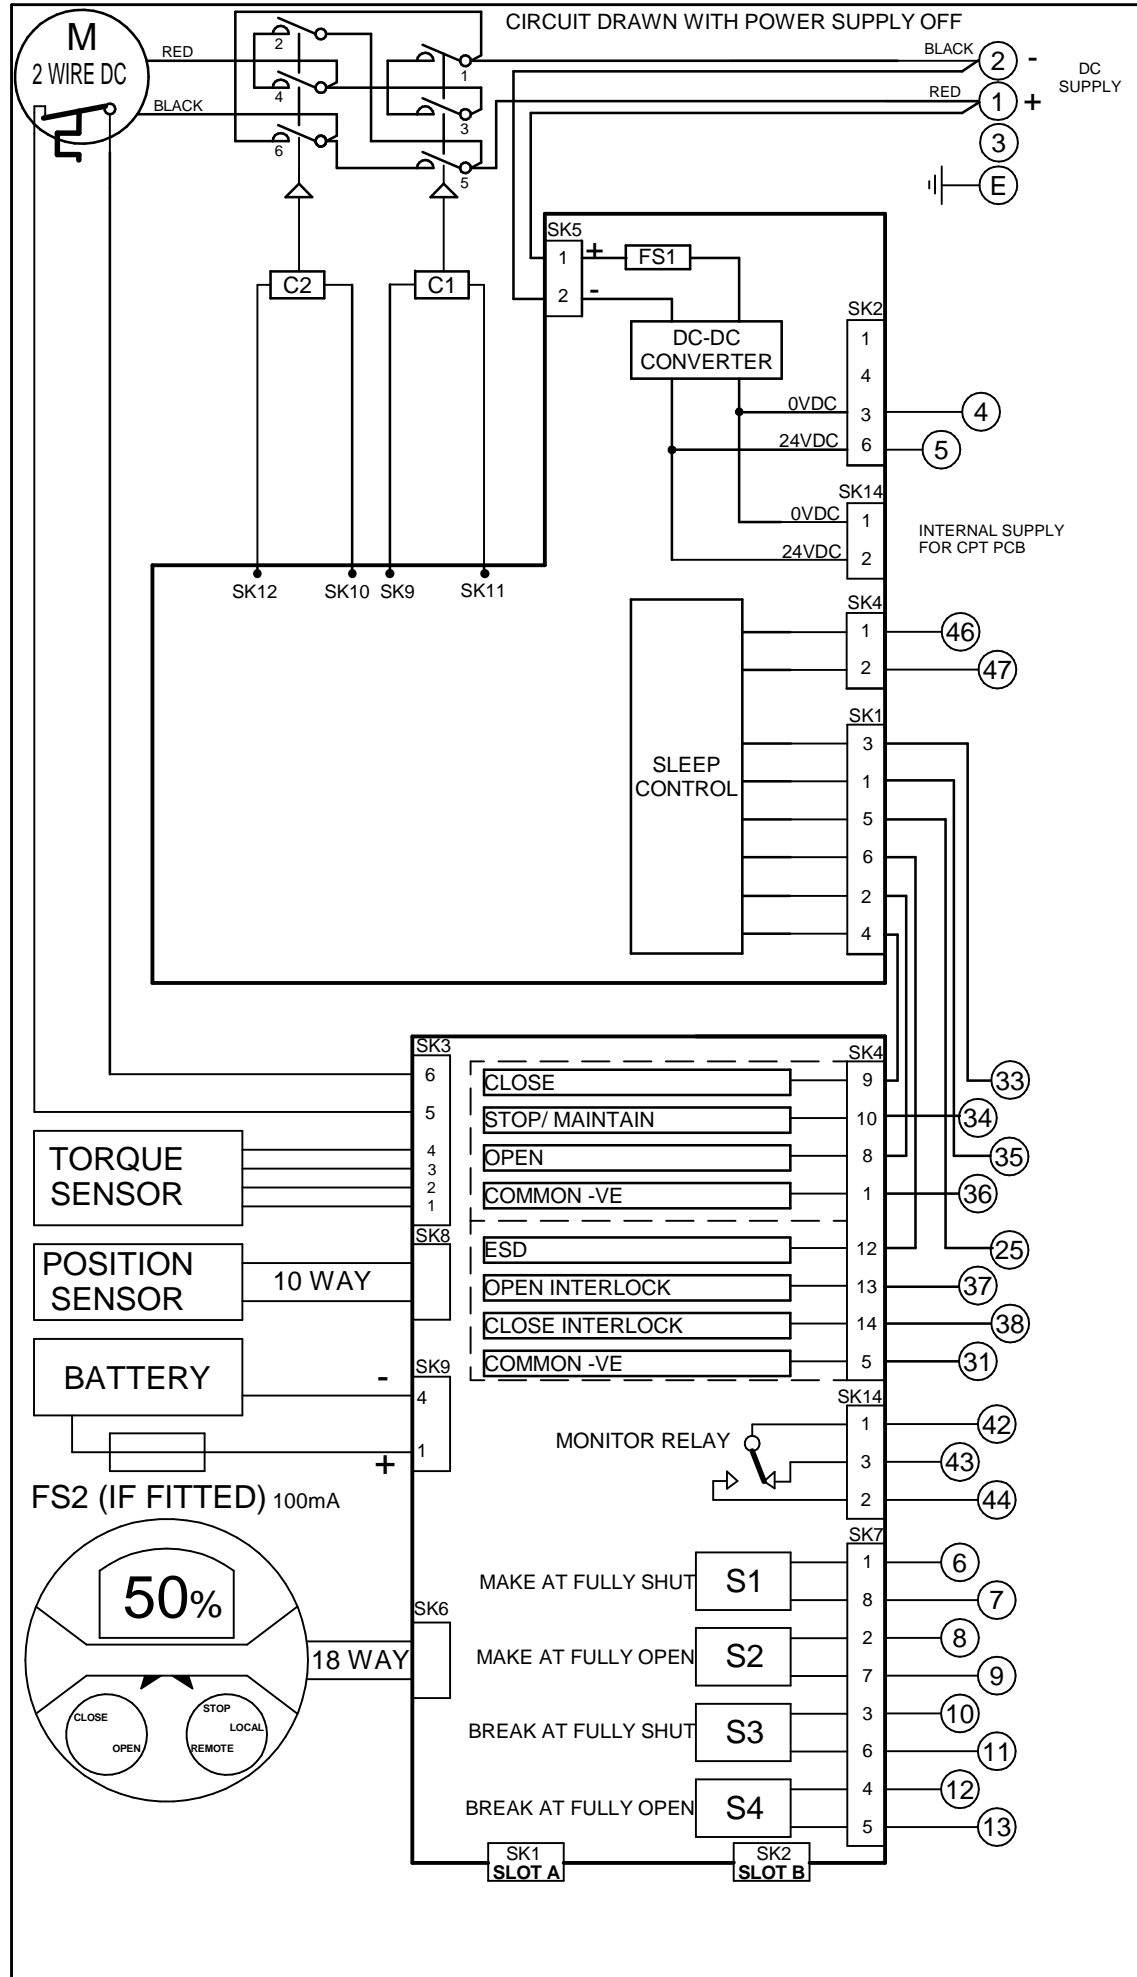 CIRCUIT DRAWN WITH POWER SUPPLY OFF
M
2 WIRE DC
RED
BLACK
2
4
6
1
3
5
BLACK
2 -
RED
1 +
DC
SUPPLY
3
E
C2
C1
SK12
SK10
SK9
SK11
SK5
1 +
2 -
FS1
DC-DC
CONVERTER
SK2
1
4
0VDC 3 4
24VDC 6 5
SK14
0VDC 1
24VDC 2
INTERNAL SUPPLY
FOR CPT PCB
SLEEP
CONTROL
SK4
1 46
2 47
SK1
3
1
5
6
2
4
SK3
6
5
4
3
2
1
TORQUE
SENSOR
SK8
POSITION
SENSOR
10 WAY
SK9
BATTERY
- 4
+ 1
FS2 (IF FITTED) 100mA
50%
CLOSE
OPEN
STOP
LOCAL
REMOTE
18 WAY
SK6
SK4
CLOSE 9 33
STOP/ MAINTAIN 10 34
OPEN 8 35
COMMON -VE 1 36
ESD 12 25
OPEN INTERLOCK 13 37
CLOSE INTERLOCK 14 38
COMMON -VE 5 31
SK14
MONITOR RELAY
1 42
3 43
2 44
SK7
MAKE AT FULLY SHUT S1
1 6
8 7
MAKE AT FULLY OPEN S2
2 8
7 9
BREAK AT FULLY SHUT S3
3 10
6 11
BREAK AT FULLY OPEN S4
4 12
5 13
SK1
SLOT A
SK2
SLOT B